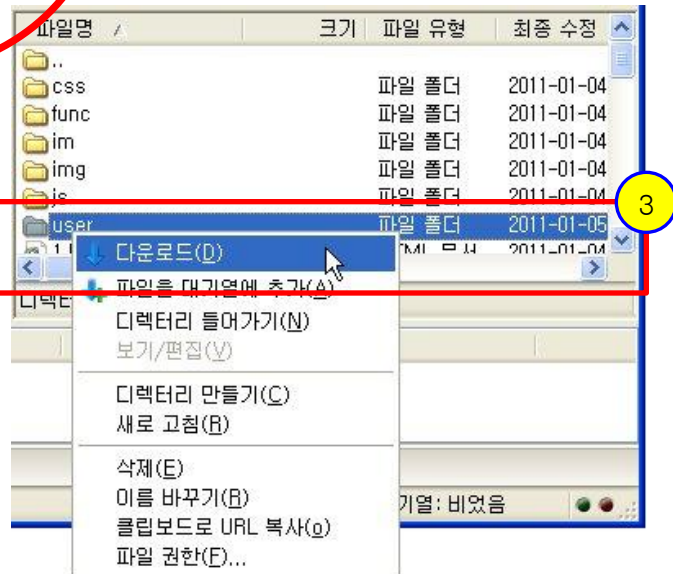 파일명 크기 파일 유형 최종 수정
..
css 파일 폴더 2011-01-04
func 파일 폴더 2011-01-04
im 파일 폴더 2011-01-04
img 파일 폴더 2011-01-04
js 파일 폴더 2011-01-04
3
user 파일 폴더 2011-01-05
2011-01-04
다운로드(D)
파일을 대기열에 추가(A)
디렉터리 들어가기(N)
보기/편집(V)
디렉터리 만들기(C)
새로 고침(R)
삭제(E)
이름 바꾸기(R)
기열: 비었음
클립보드로 URL 복사(o)
파일 권한(F)...